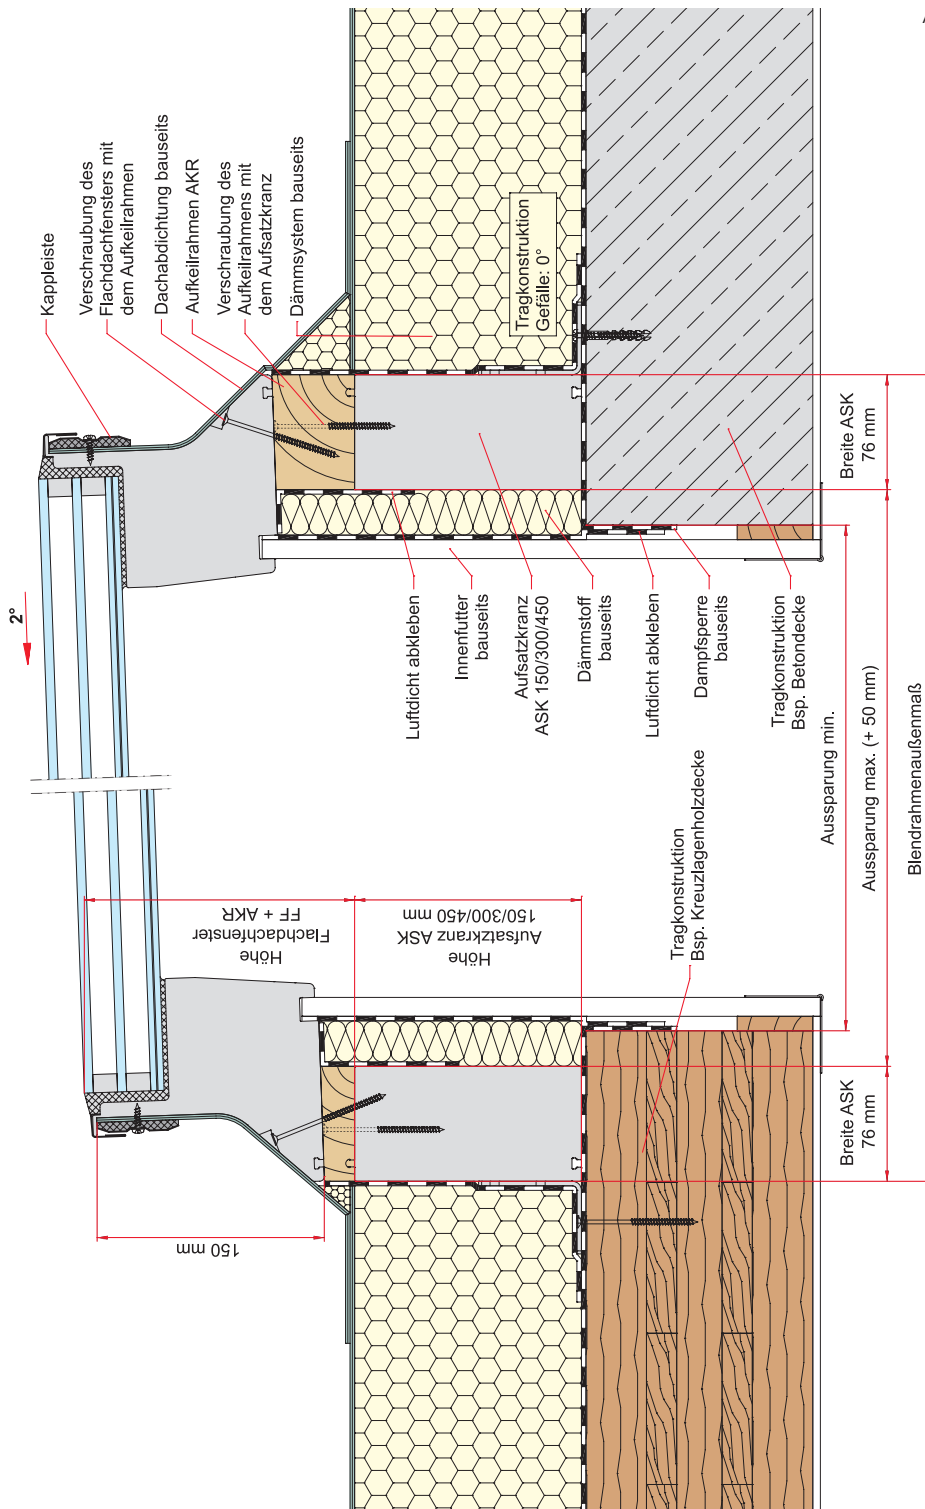 Kappleiste
Verschraubung des
Flachdachfensters mit
dem Aufkeilrahmen
Dachabdichtung bauseits
Aufkeilrahmen AKR
Verschraubung des
Aufkeilrahmens mit
dem Aufsatzkranz
Dämmsystem bauseits
Tragkonstruktion
Gefälle: 0°
2°
Breite ASK
76 mm
Luftdicht abkleben
Innenfutter
bauseits
Aufsatzkranz
ASK 150/300/450
Dämmstoff
bauseits
Luftdicht abkleben
Dampfsperre
bauseits
Tragkonstruktion
Bsp. Betondecke
Aussparung min.
Aussparung max. (+ 50 mm)
Blendrahmenaußenmaß
Höhe
Flachdachfenster
FF + AKR
Höhe
Aufsatzkranz ASK
150/300/450 mm
Tragkonstruktion
Bsp. Kreuzlagenholzdecke
Breite ASK
76 mm
150 mm